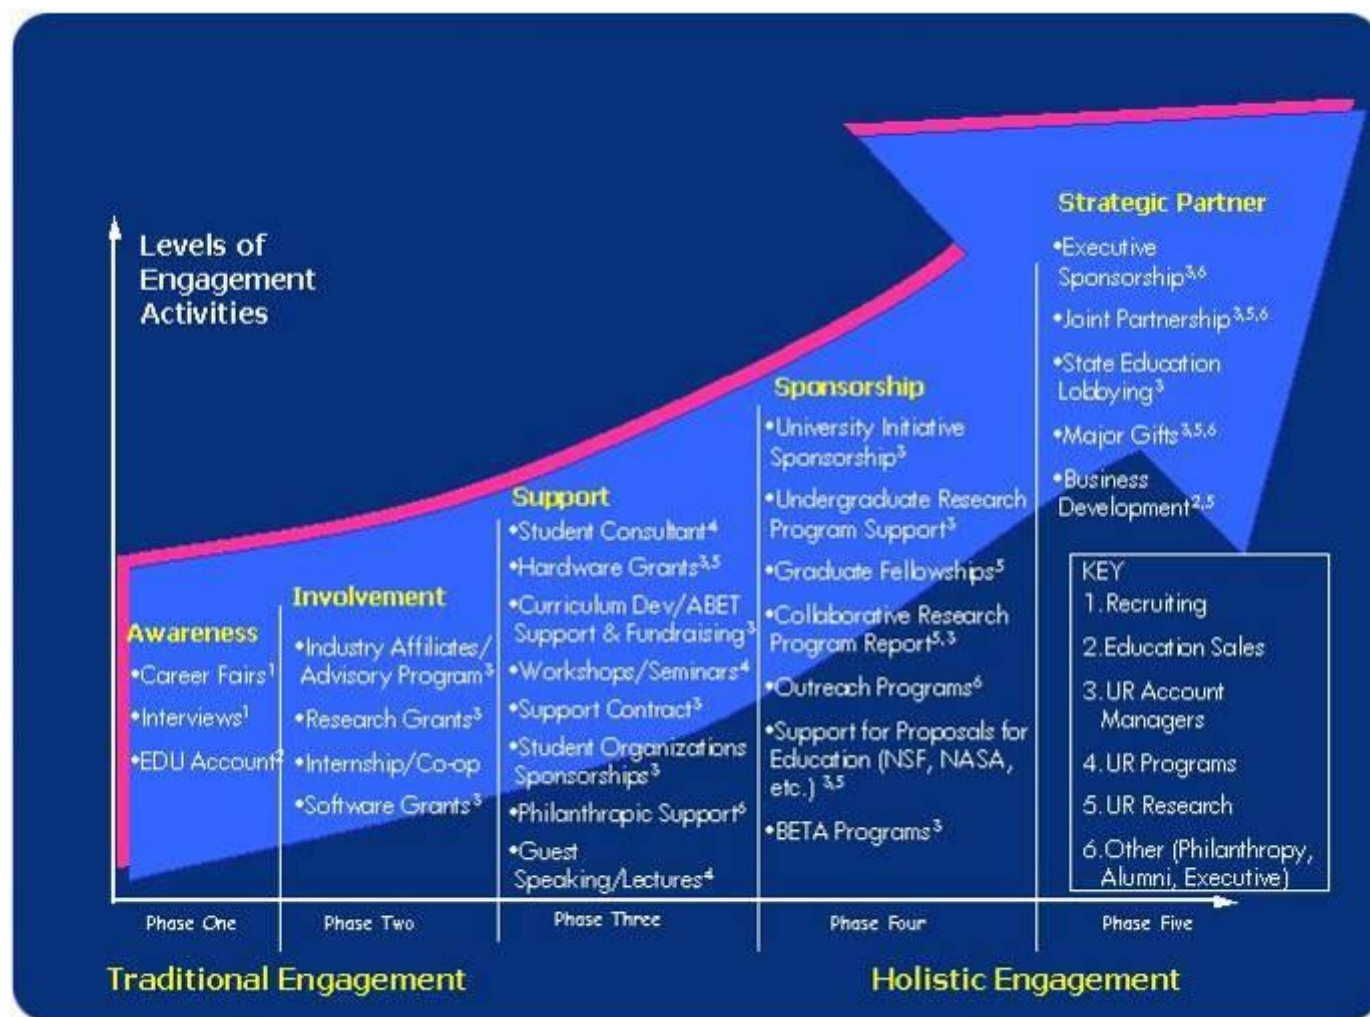 Levels of
Engagement
Activities
Awareness
•Career Fairs¹
•Interviews¹
•EDU Account²
Involvement
•Industry Affiliates/
Advisory Program³
•Research Grants³
•Internship/Co-op
•Software Grants³
Support
•Student Consultant⁴
•Hardware Grants³,⁵
•Curriculum Dev/ABET
Support & Fundraising³
•Workshops/Seminars⁴
•Support Contract³
•Student Organizations
Sponsorships³
•Philanthropic Support⁶
•Guest
Speaking/Lectures⁴
Sponsorship
•University Initiative
Sponsorship³
•Undergraduate Research
Program Support³
•Graduate Fellowships⁵
•Collaborative Research
Program Report⁵,³
•Outreach Programs⁶
•Support for Proposals for
Education (NSF, NASA,
etc.) ³,⁵
•BETA Programs³
Strategic Partner
•Executive
Sponsorship³,⁶
•Joint Partnership³,⁵,⁶
•State Education
Lobbying³
•Major Gifts³,⁵,⁶
•Business
Development²,⁵
KEY
1.Recruiting
2.Education Sales
3.UR Account
Managers
4.UR Programs
5.UR Research
6.Other (Philanthropy,
Alumni, Executive)
Phase One
Phase Two
Phase Three
Phase Four
Phase Five
Traditional Engagement
Holistic Engagement